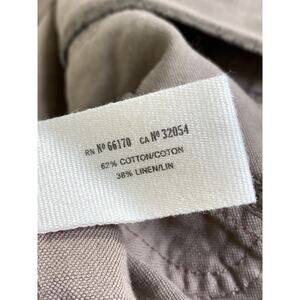 RN Nº 66170 CA Nº 32054
62% COTTON/COTON
38% LINEN/LIN